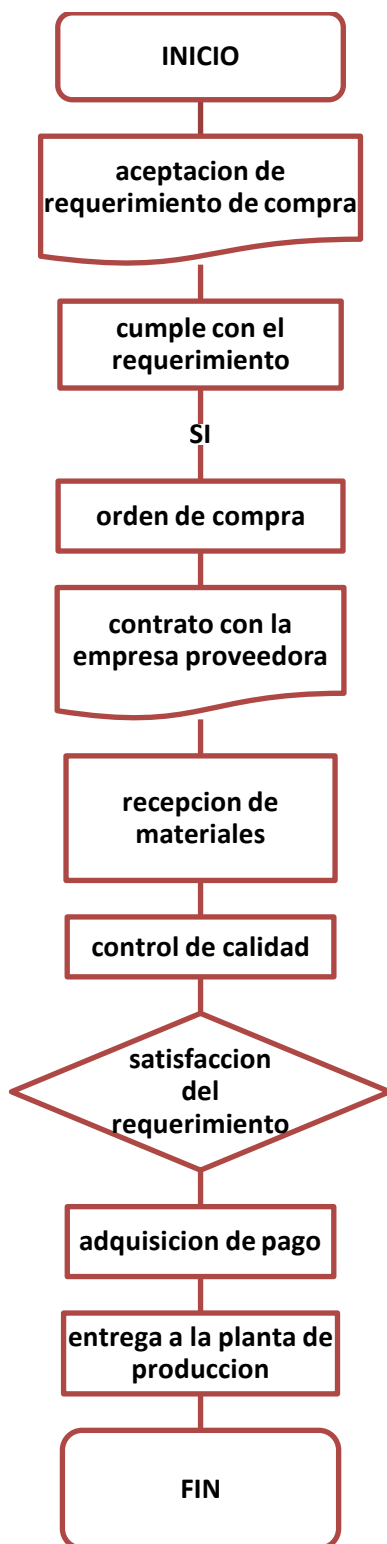 INICIO
aceptacion de
requerimiento de compra
cumple con el
requerimiento
SI
orden de compra
contrato con la
empresa proveedora
recepcion de
materiales
control de calidad
satisfaccion
del
requerimiento
adquisicion de pago
entrega a la planta de
produccion
FIN